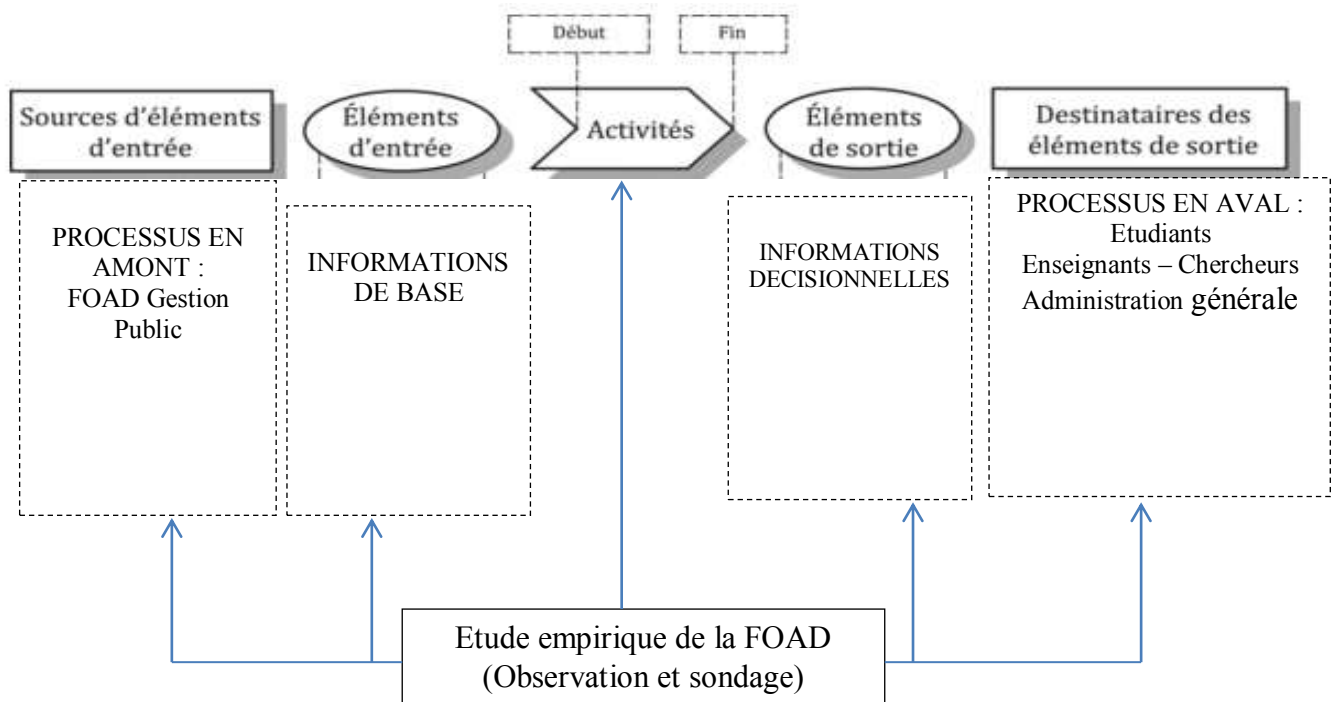 Début
Fin
Sources d'éléments
d'entrée
Éléments
d'entrée
Activités
Éléments
de sortie
Destinataires des
éléments de sortie
PROCESSUS EN
AMONT :
FOAD Gestion
Public
INFORMATIONS
DE BASE
INFORMATIONS
DECISIONNELLES
PROCESSUS EN AVAL :
Etudiants
Enseignants – Chercheurs
Administration générale
Etude empirique de la FOAD
(Observation et sondage)